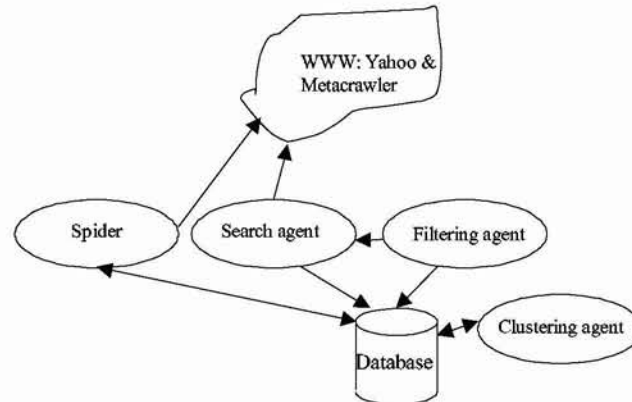 WWW: Yahoo &
Metacrawler
Spider
Search agent
Filtering agent
Clustering agent
Database